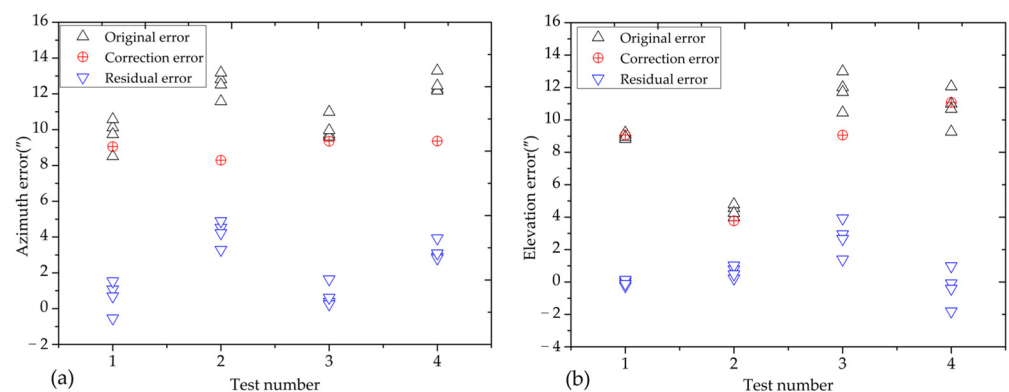 16
14
12
10
8
6
4
2
0
−2
Azimuth error(″)
Original error
Correction error
Residual error
1 2 3 4
Test number
(a)
16
14
12
10
8
6
4
2
0
−2
−4
Elevation error(″)
Original error
Correction error
Residual error
1 2 3 4
Test number
(b)